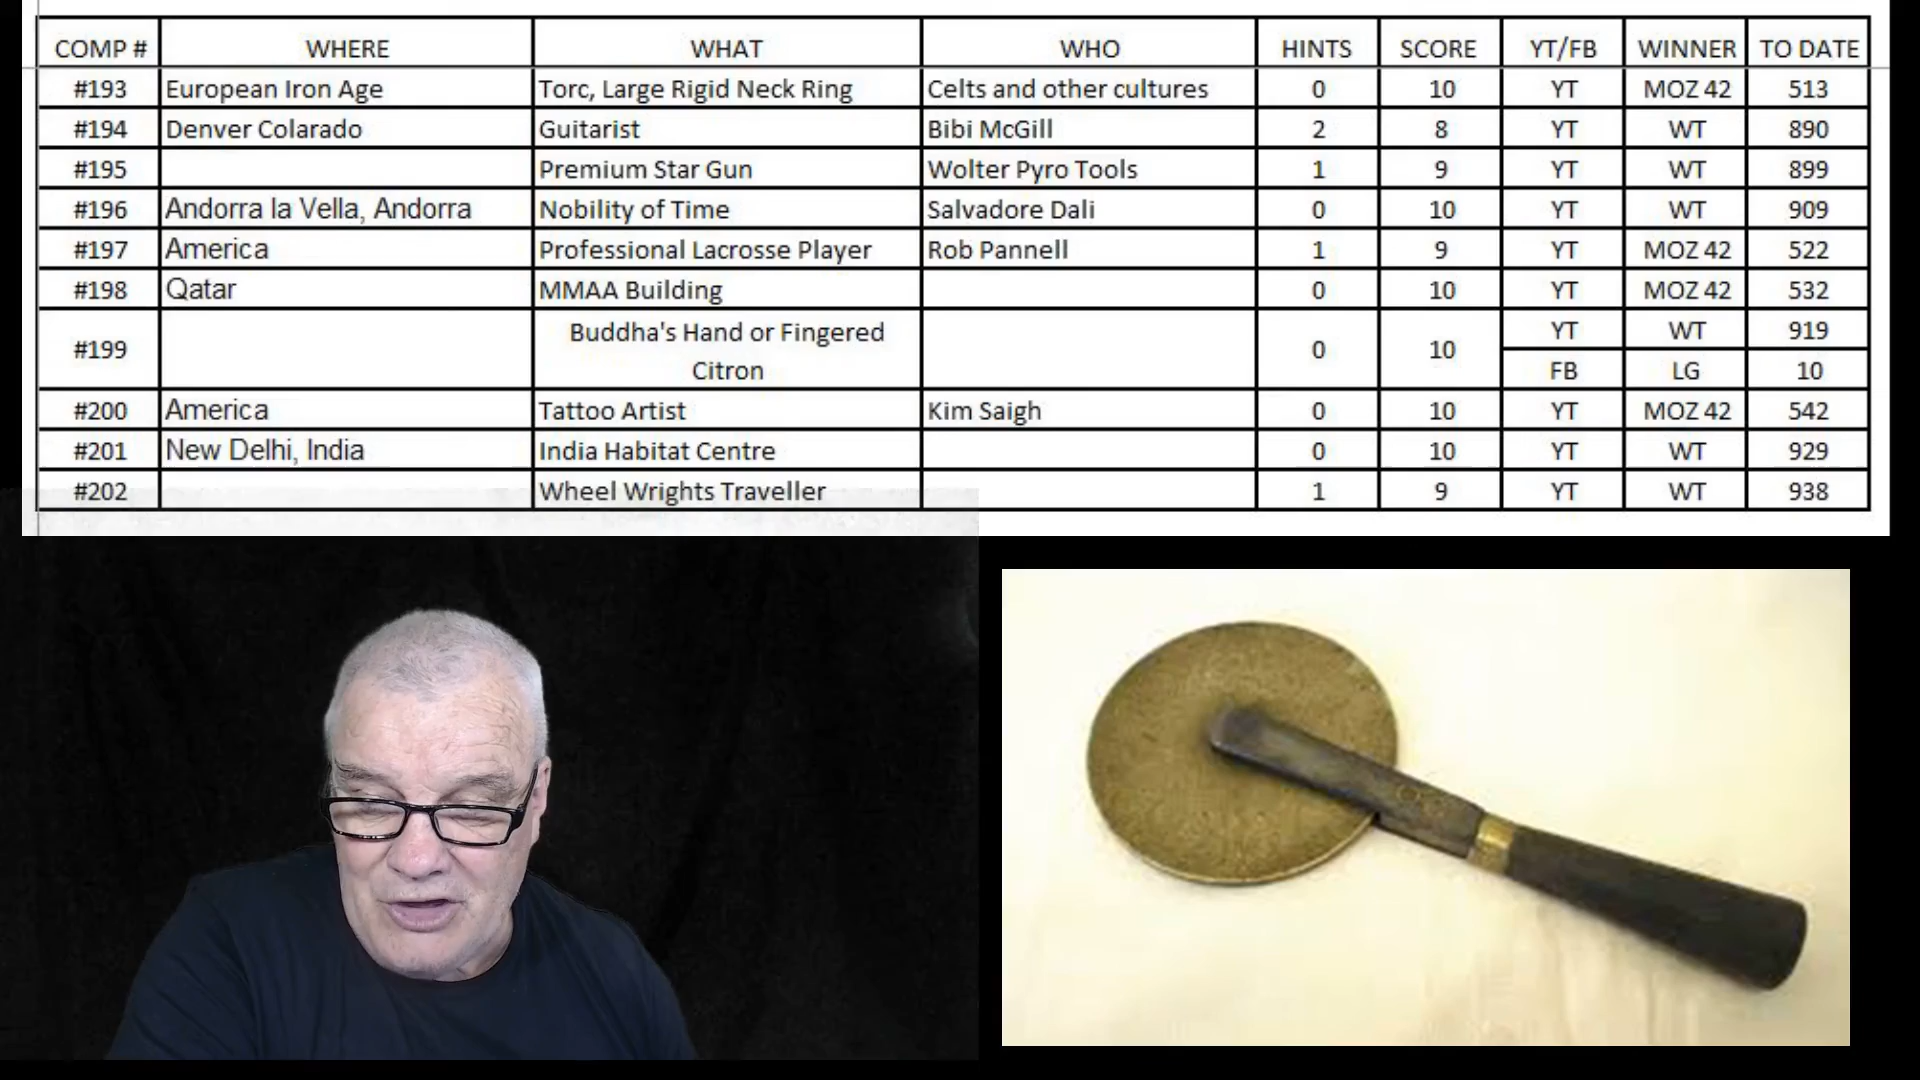 COMP # WHERE WHAT WHO HINTS SCORE YT/FB WINNER TO DATE
#193 European Iron Age Torc, Large Rigid Neck Ring Celts and other cultures 0 10 YT MOZ 42 513
#194 Denver Colarado Guitarist Bibi McGill 2 8 YT WT 890
#195 Premium Star Gun Wolter Pyro Tools 1 9 YT WT 899
#196 Andorra la Vella, Andorra Nobility of Time Salvadore Dali 0 10 YT WT 909
#197 America Professional Lacrosse Player Rob Pannell 1 9 YT MOZ 42 522
#198 Qatar MMAA Building 0 10 YT MOZ 42 532
#199 Buddha's Hand or Fingered 0 10 YT WT 919
Citron FB LG 10
#200 America Tattoo Artist Kim Saigh 0 10 YT MOZ 42 542
#201 New Delhi, India India Habitat Centre 0 10 YT WT 929
#202 Wheel Wrights Traveller 1 9 YT WT 938